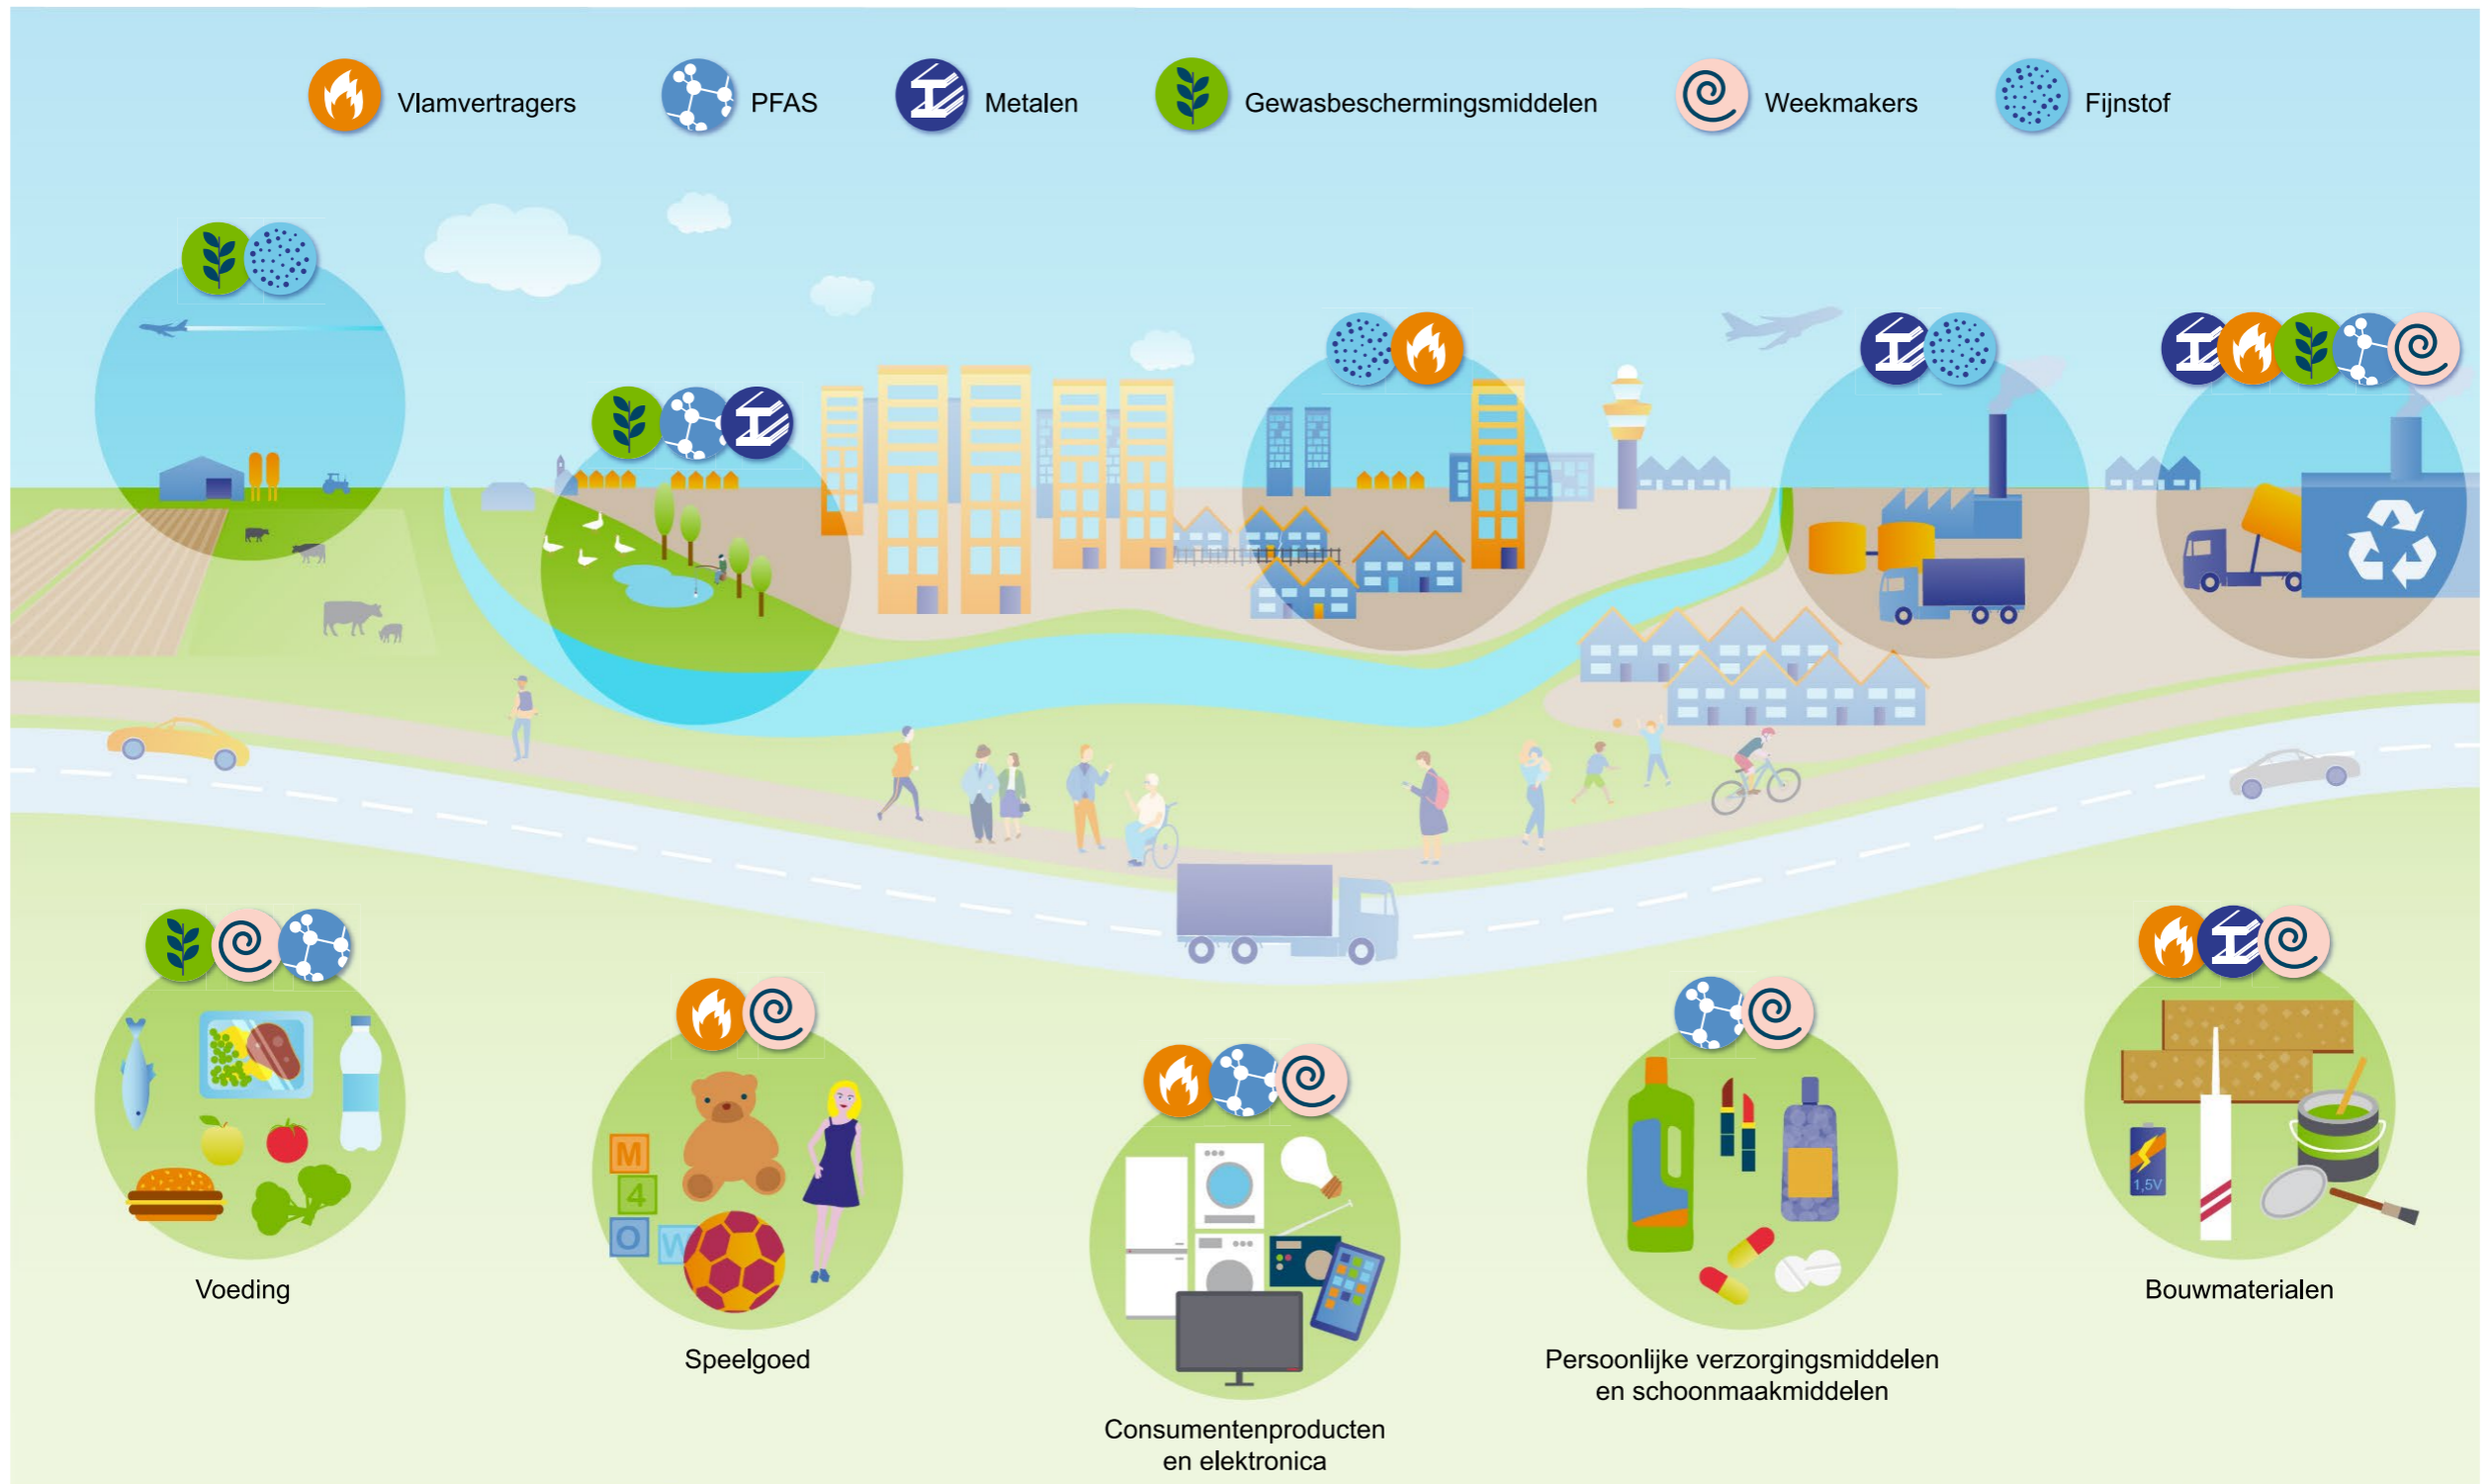 Vlamvertragers
PFAS
Metalen
Gewasbeschermingsmiddelen
Weekmakers
Fijnstof
M
4
O
W
1,5V
Voeding
Speelgoed
Consumentenproducten
en elektronica
Persoonlijke verzorgingsmiddelen
en schoonmaakmiddelen
Bouwmaterialen